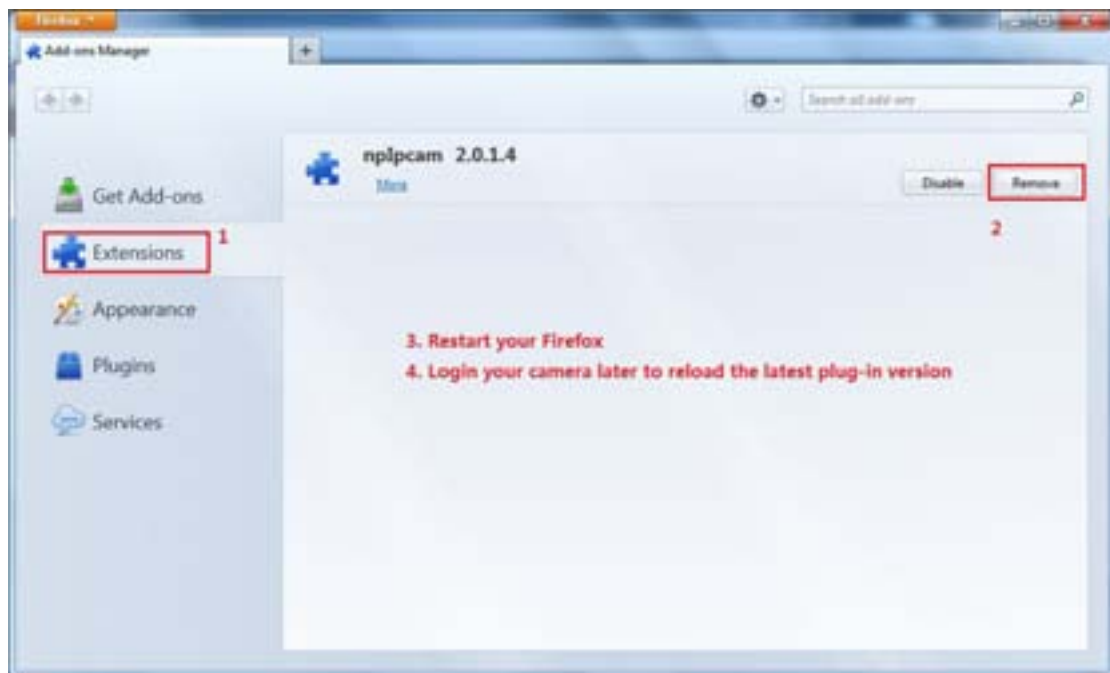 Firefox
Add-ons Manager
+
Search all add-ons
nplpcam 2.0.1.4
More
Disable
Remove
Get Add-ons
1
2
Extensions
Appearance
3. Restart your Firefox
4. Login your camera later to reload the latest plug-in version
Plugins
Services